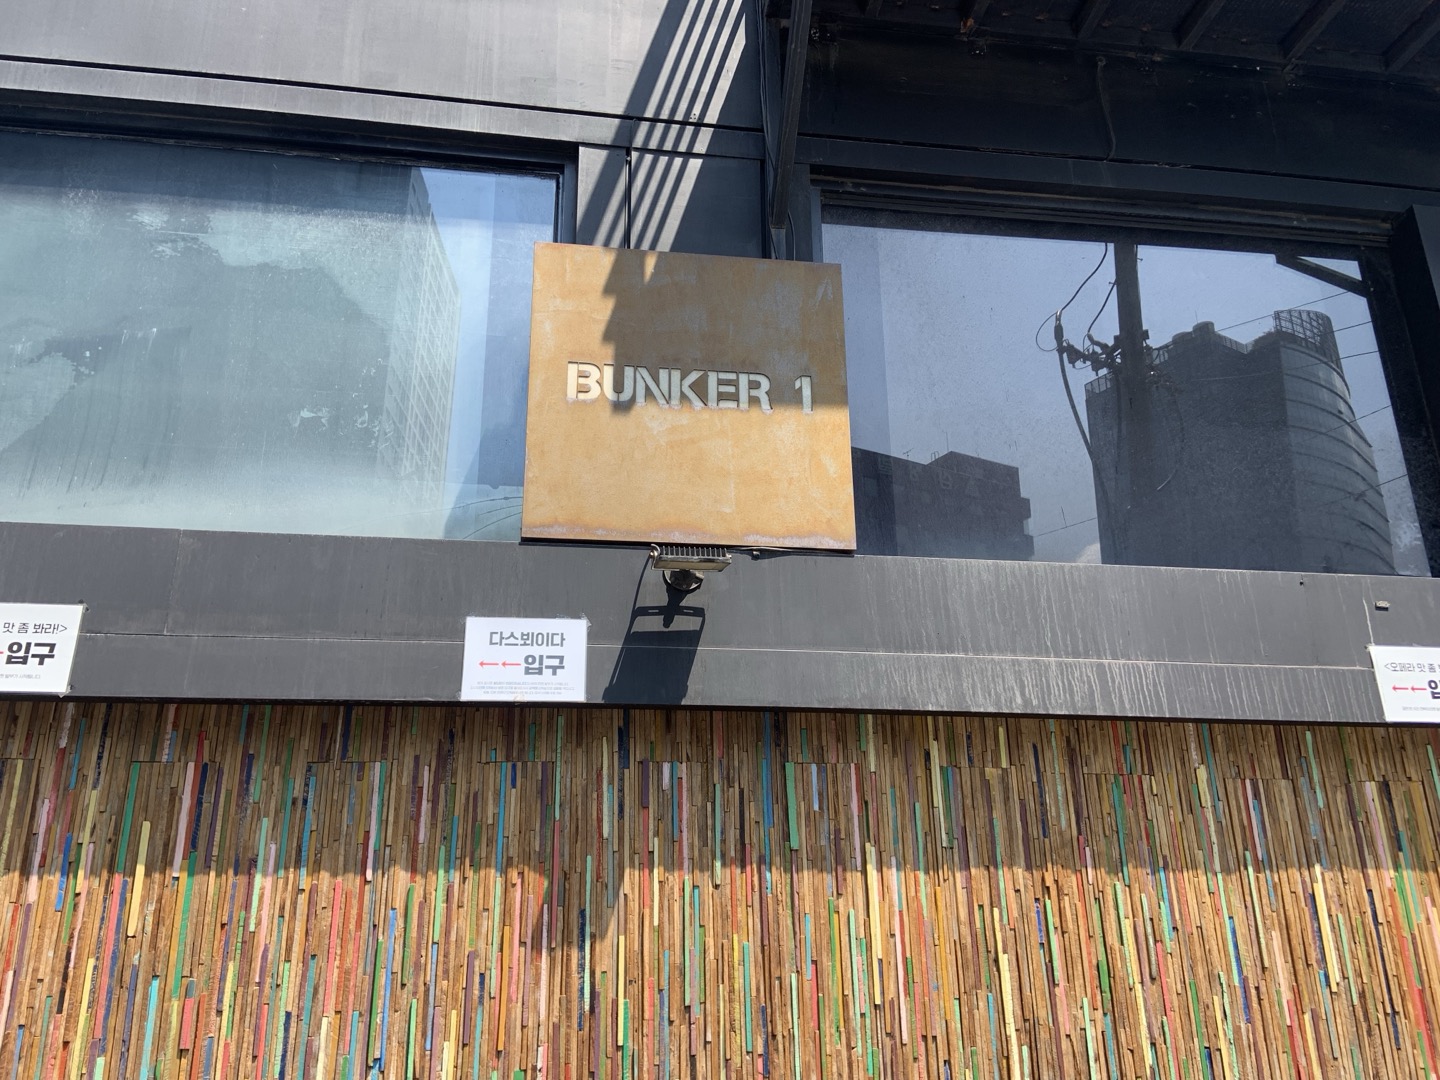 BUNKER 1
맛 좀 봐라!>
←입구
다스뵈이다
←←입구
<오페라 맛 좀
←←입